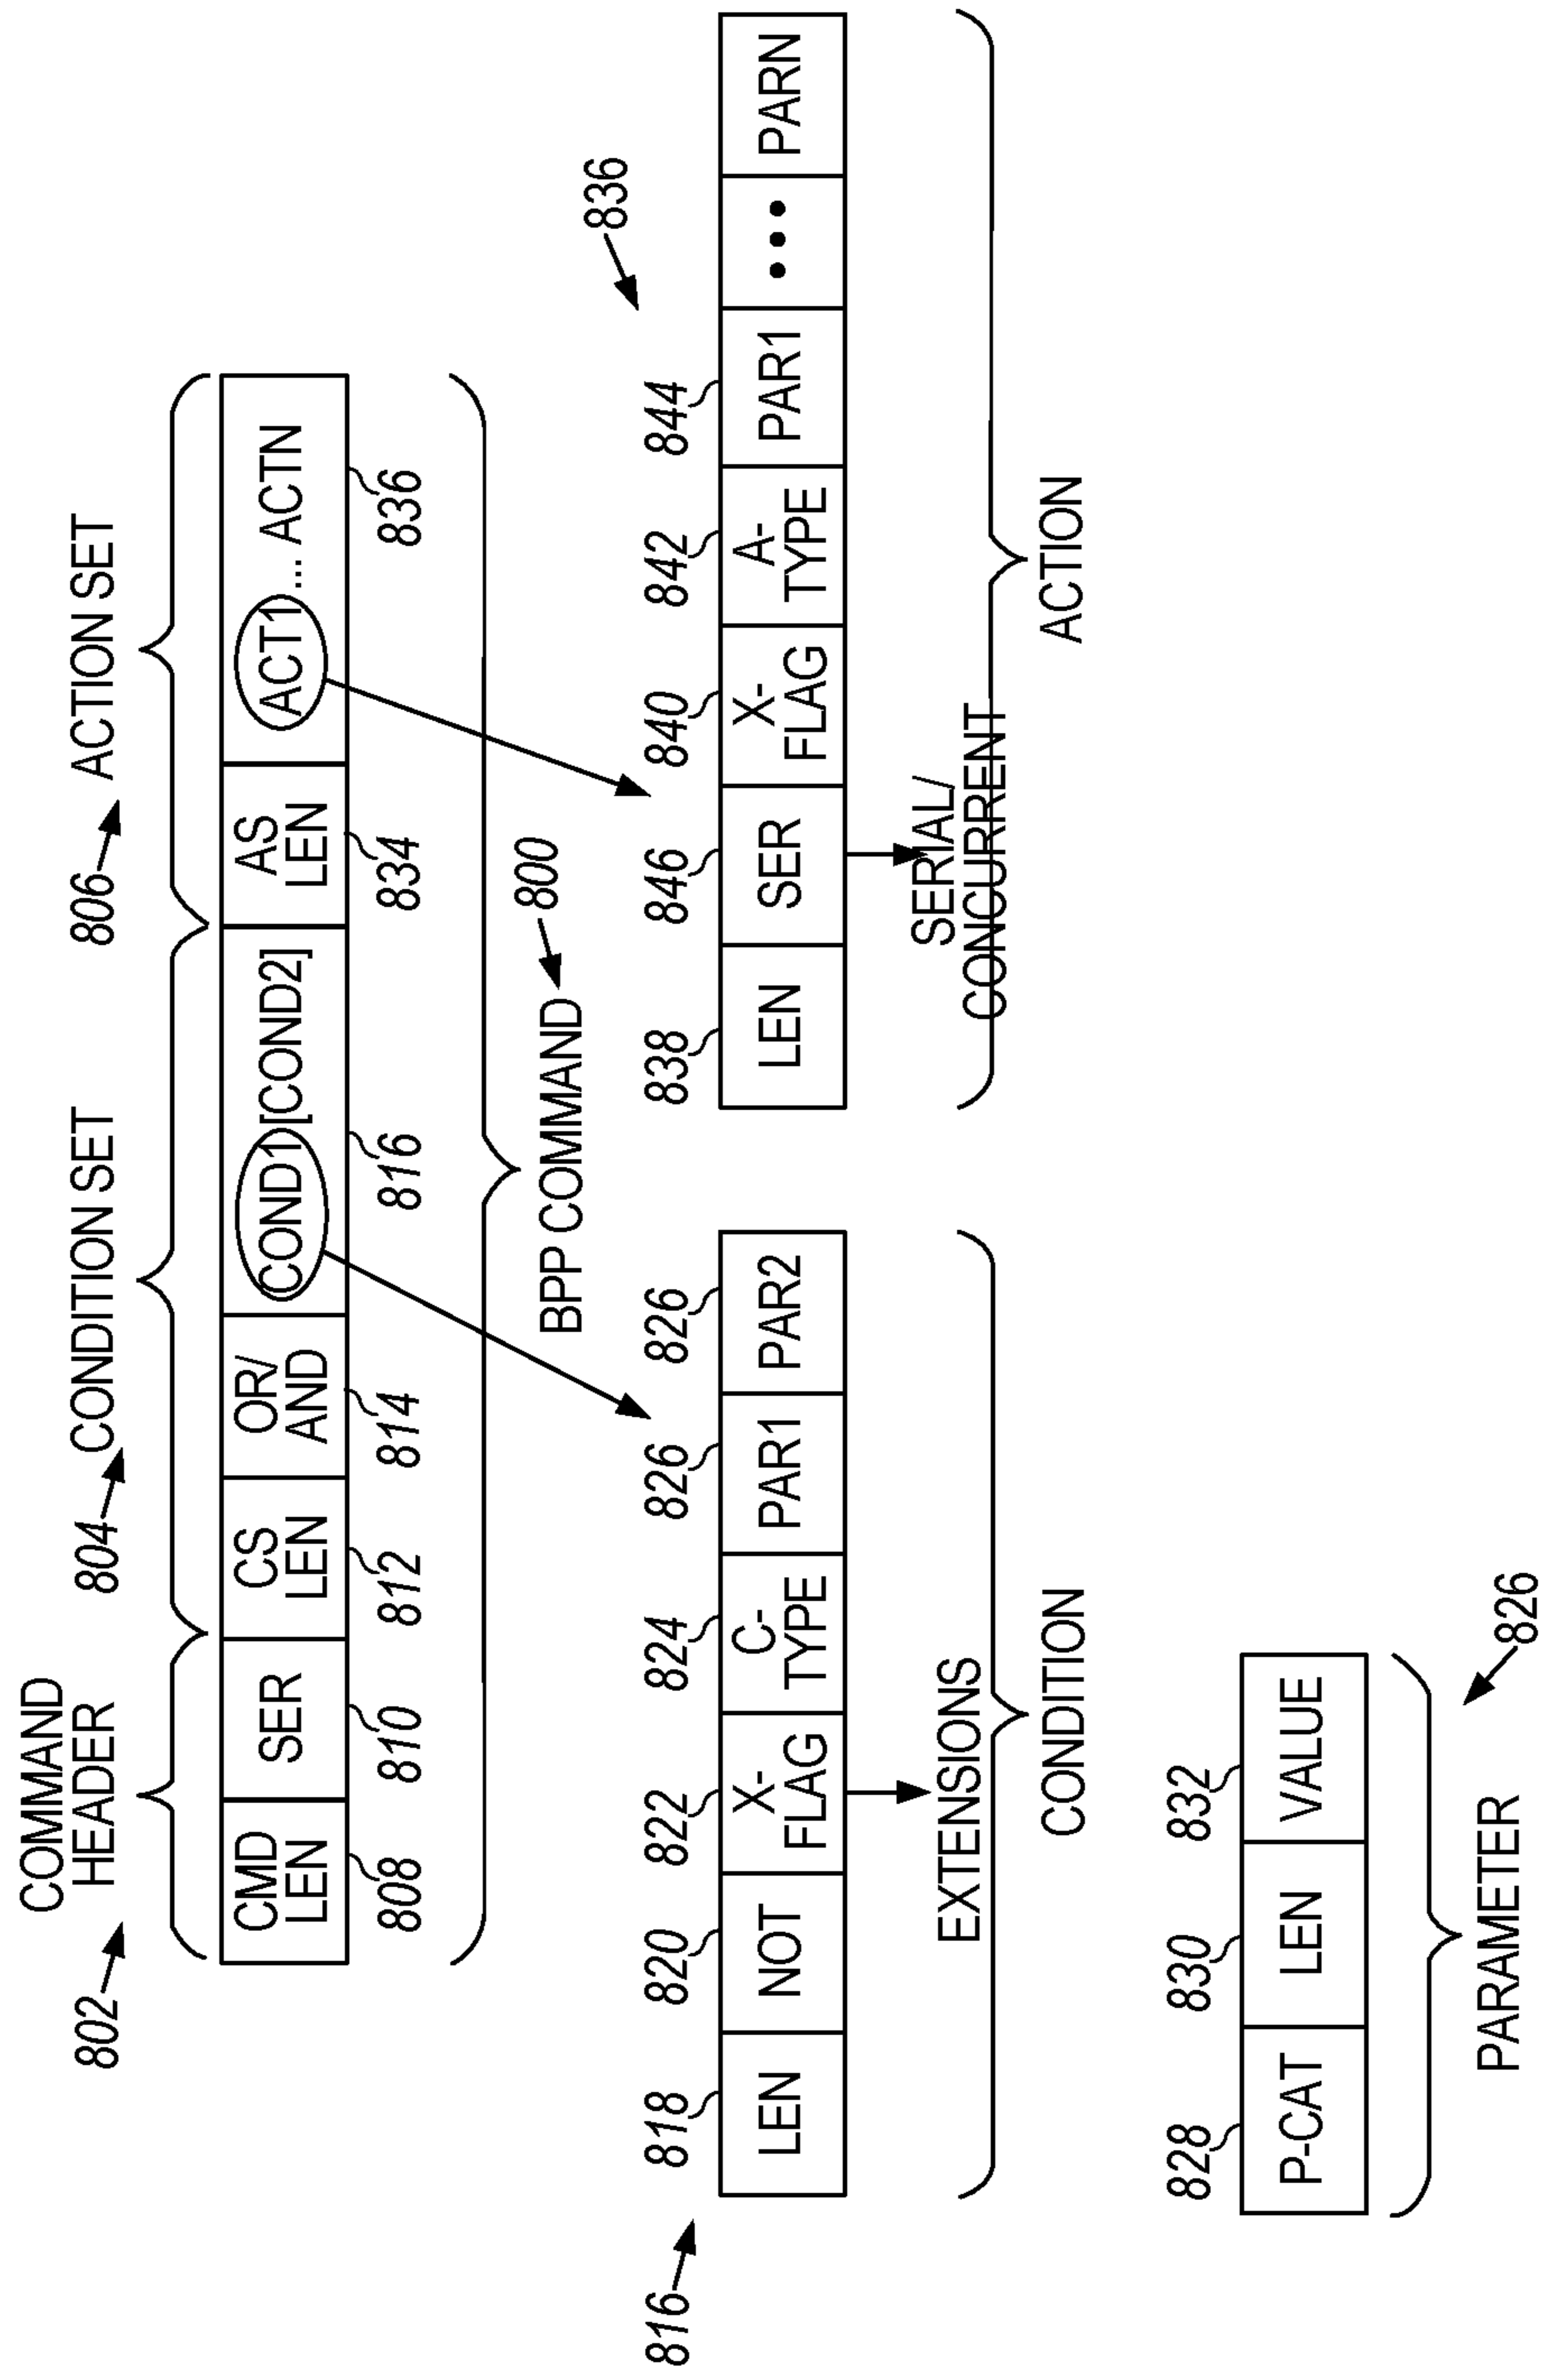 COMMAND
HEADER
802
CONDITION SET
804
ACTION SET
806
CMD
LEN
SER
CS
LEN
OR/
AND
COND1 [COND2]
AS
LEN
ACT1 ... ACTN
808
810
812
814
816
834
836
BPP COMMAND
800
816
818
820
822
824
826
826
LEN
NOT
X-
FLAG
C-
TYPE
PAR1
PAR2
EXTENSIONS
CONDITION
836
838
846
840
842
844
LEN
SER
X-
FLAG
A-
TYPE
PAR1
•••
PARN
SERIAL/
CONCURRENT
ACTION
828
830
832
P-CAT
LEN
VALUE
826
PARAMETER